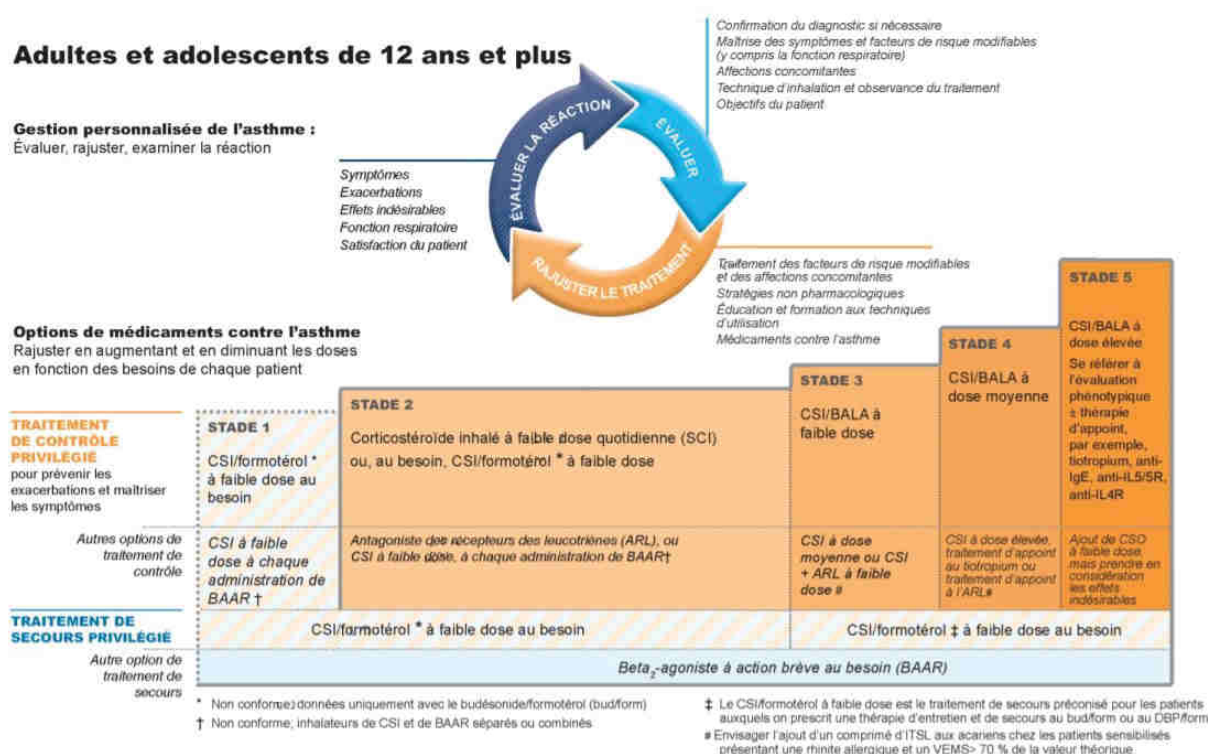 Adultes et adolescents de 12 ans et plus
Gestion personnalisée de l'asthme :
Évaluer, rajuster, examiner la réaction
Confirmation du diagnostic si nécessaire
Maîtrise des symptômes et facteurs de risque modifiables
(y compris la fonction respiratoire)
Affections concomitantes
Technique d'inhalation et observance du traitement
Objectifs du patient
ÉVALUER LA RÉACTION
ÉVALUER
RAJUSTER LE TRAITEMENT
Symptômes
Exacerbations
Effets indésirables
Fonction respiratoire
Satisfaction du patient
Traitement des facteurs de risque modifiables
et des affections concomitantes
Stratégies non pharmacologiques
Éducation et formation aux techniques
d'utilisation
Médicaments contre l'asthme
Options de médicaments contre l'asthme
Rajuster en augmentant et en diminuant les doses
en fonction des besoins de chaque patient
TRAITEMENT
DE CONTRÔLE
PRIVILÉGIÉ
pour prévenir les
exacerbations et maîtriser
les symptômes
STADE 1
CSI/formotérol *
à faible dose au
besoin
STADE 2
Corticostéroïde inhalé à faible dose quotidienne (SCI)
ou, au besoin, CSI/formotérol * à faible dose
STADE 3
CSI/BALA à
faible dose
STADE 4
CSI/BALA à
dose moyenne
STADE 5
CSI/BALA à
dose élevée
Se référer à
l'évaluation
phénotypique
± thérapie
d'appoint,
par exemple,
tiotropium, anti-
IgE, anti-IL5/5R,
anti-IL4R
Autres options de
traitement de
contrôle
CSI à faible
dose à chaque
administration de
BAAR †
Antagoniste des récepteurs des leucotriènes (ARL), ou
CSI à faible dose, à chaque administration de BAAR†
CSI à dose
moyenne ou CSI
+ ARL à faible
dose #
CSI à dose élevée,
traitement d'appoint
au tiotropium ou
traitement d'appoint
à l'ARL#
Ajout de CSO
à faible dose,
mais prendre en
considération
les effets
indésirables
TRAITEMENT DE
SECOURS PRIVILÉGIÉ
CSI/formotérol * à faible dose au besoin
CSI/formotérol ‡ à faible dose au besoin
Autre option de
traitement de
secours
Beta₂-agoniste à action brève au besoin (BAAR)
* Non conforme; données uniquement avec le budésonide/formotérol (bud/form)
† Non conforme; inhalateurs de CSI et de BAAR séparés ou combinés
‡ Le CSI/formotérol à faible dose est le traitement de secours préconisé pour les patients
auxquels on prescrit une thérapie d'entretien et de secours au bud/form ou au DBP/form
# Envisager l'ajout d'un comprimé d'ITSL aux acariens chez les patients sensibilisés
présentant une rhinite allergique et un VEMS> 70 % de la valeur théorique